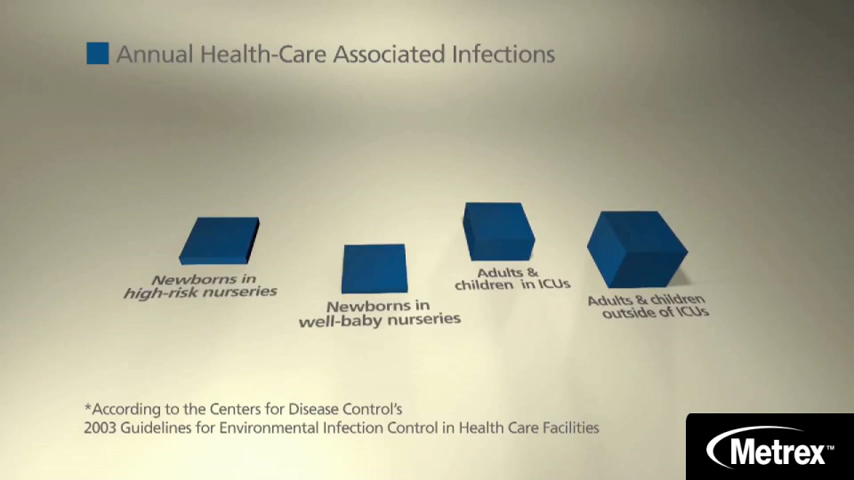 Annual Health-Care Associated Infections
Newborns in
high-risk nurseries
Newborns in
well-baby nurseries
Adults &
children in ICUs
Adults & children
outside of ICUs
*According to the Centers for Disease Control's
2003 Guidelines for Environmental Infection Control in Health Care Facilities
Metrex™